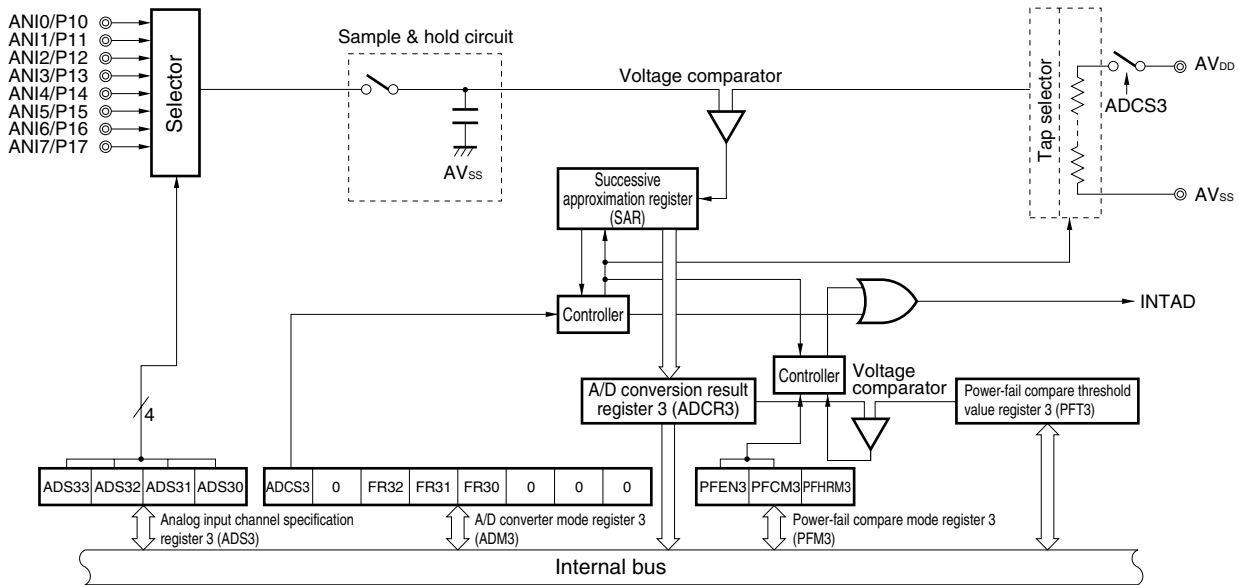 ANI0/P10
ANI1/P11
ANI2/P12
ANI3/P13
ANI4/P14
ANI5/P15
ANI6/P16
ANI7/P17
Selector
Sample & hold circuit
AVSS
Voltage comparator
Tap selector
ADCS3
AVDD
AVSS
Successive
approximation register
(SAR)
Controller
INTAD
Controller
Voltage
comparator
A/D conversion result
register 3 (ADCR3)
Power-fail compare threshold
value register 3 (PFT3)
4
ADS33 ADS32 ADS31 ADS30
ADCS3 0 FR32 FR31 FR30 0 0 0
PFEN3 PFCM3 PFHRM3
Analog input channel specification
register 3 (ADS3)
A/D converter mode register 3
(ADM3)
Power-fail compare mode register 3
(PFM3)
Internal bus